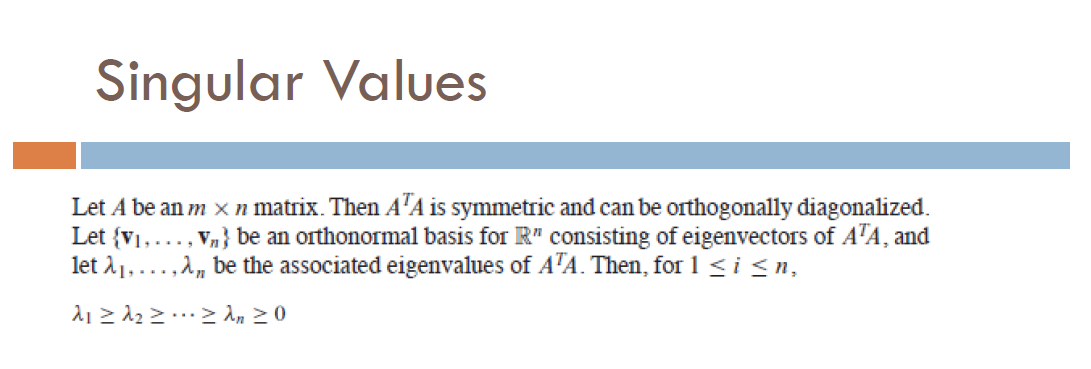 Singular Values
Let A be an m × n matrix. Then AᵀA is symmetric and can be orthogonally diagonalized.
Let {v₁, . . . , vₙ} be an orthonormal basis for ℝⁿ consisting of eigenvectors of AᵀA, and
let λ₁, . . . , λₙ be the associated eigenvalues of AᵀA. Then, for 1 ≤ i ≤ n,
λ₁ ≥ λ₂ ≥ ⋯ ≥ λₙ ≥ 0